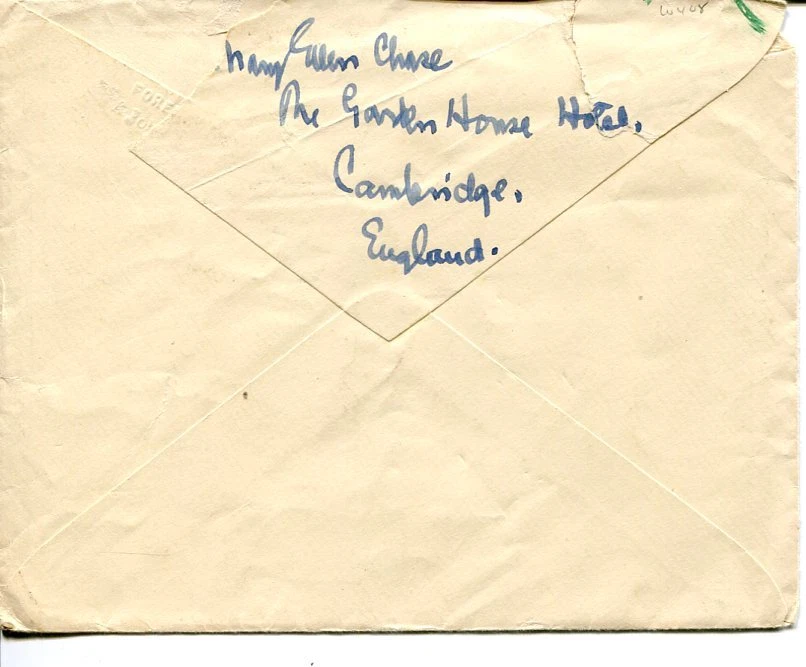 Mary Ellen Chase
The Garden House Hotel.
Cambridge.
England.